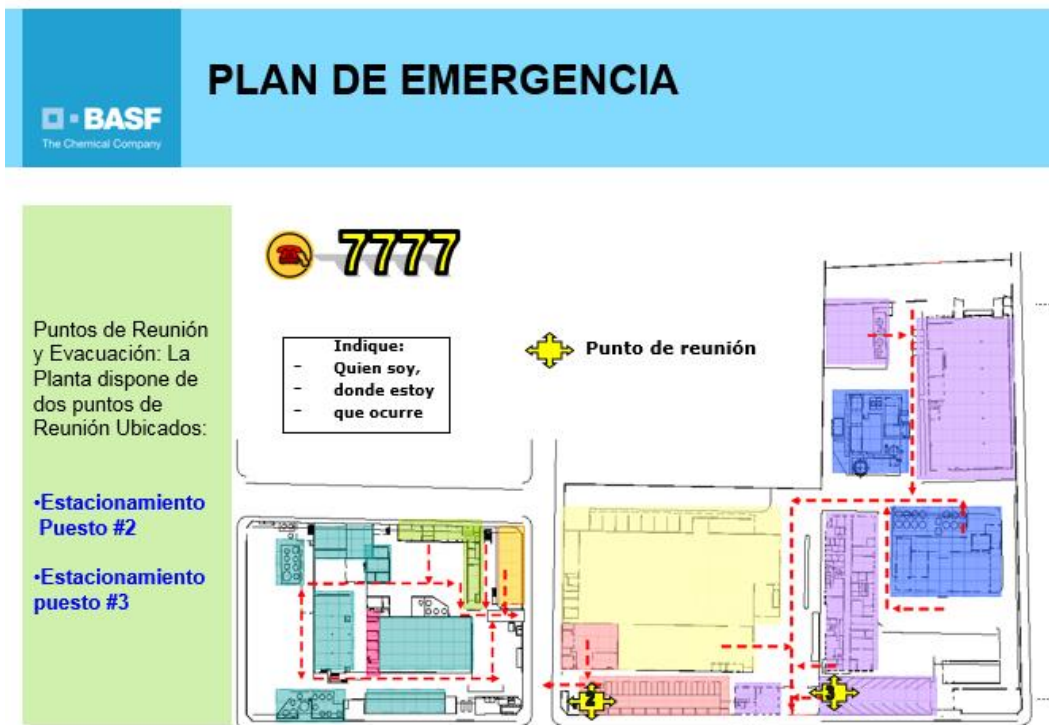 PLAN DE EMERGENCIA
BASF
The Chemical Company
7777
Puntos de Reunión
y Evacuación: La
Planta dispone de
dos puntos de
Reunión Ubicados:
•Estacionamiento
Puesto #2
•Estacionamiento
puesto #3
Indique:
- Quien soy,
- donde estoy
- que ocurre
Punto de reunión
2
3